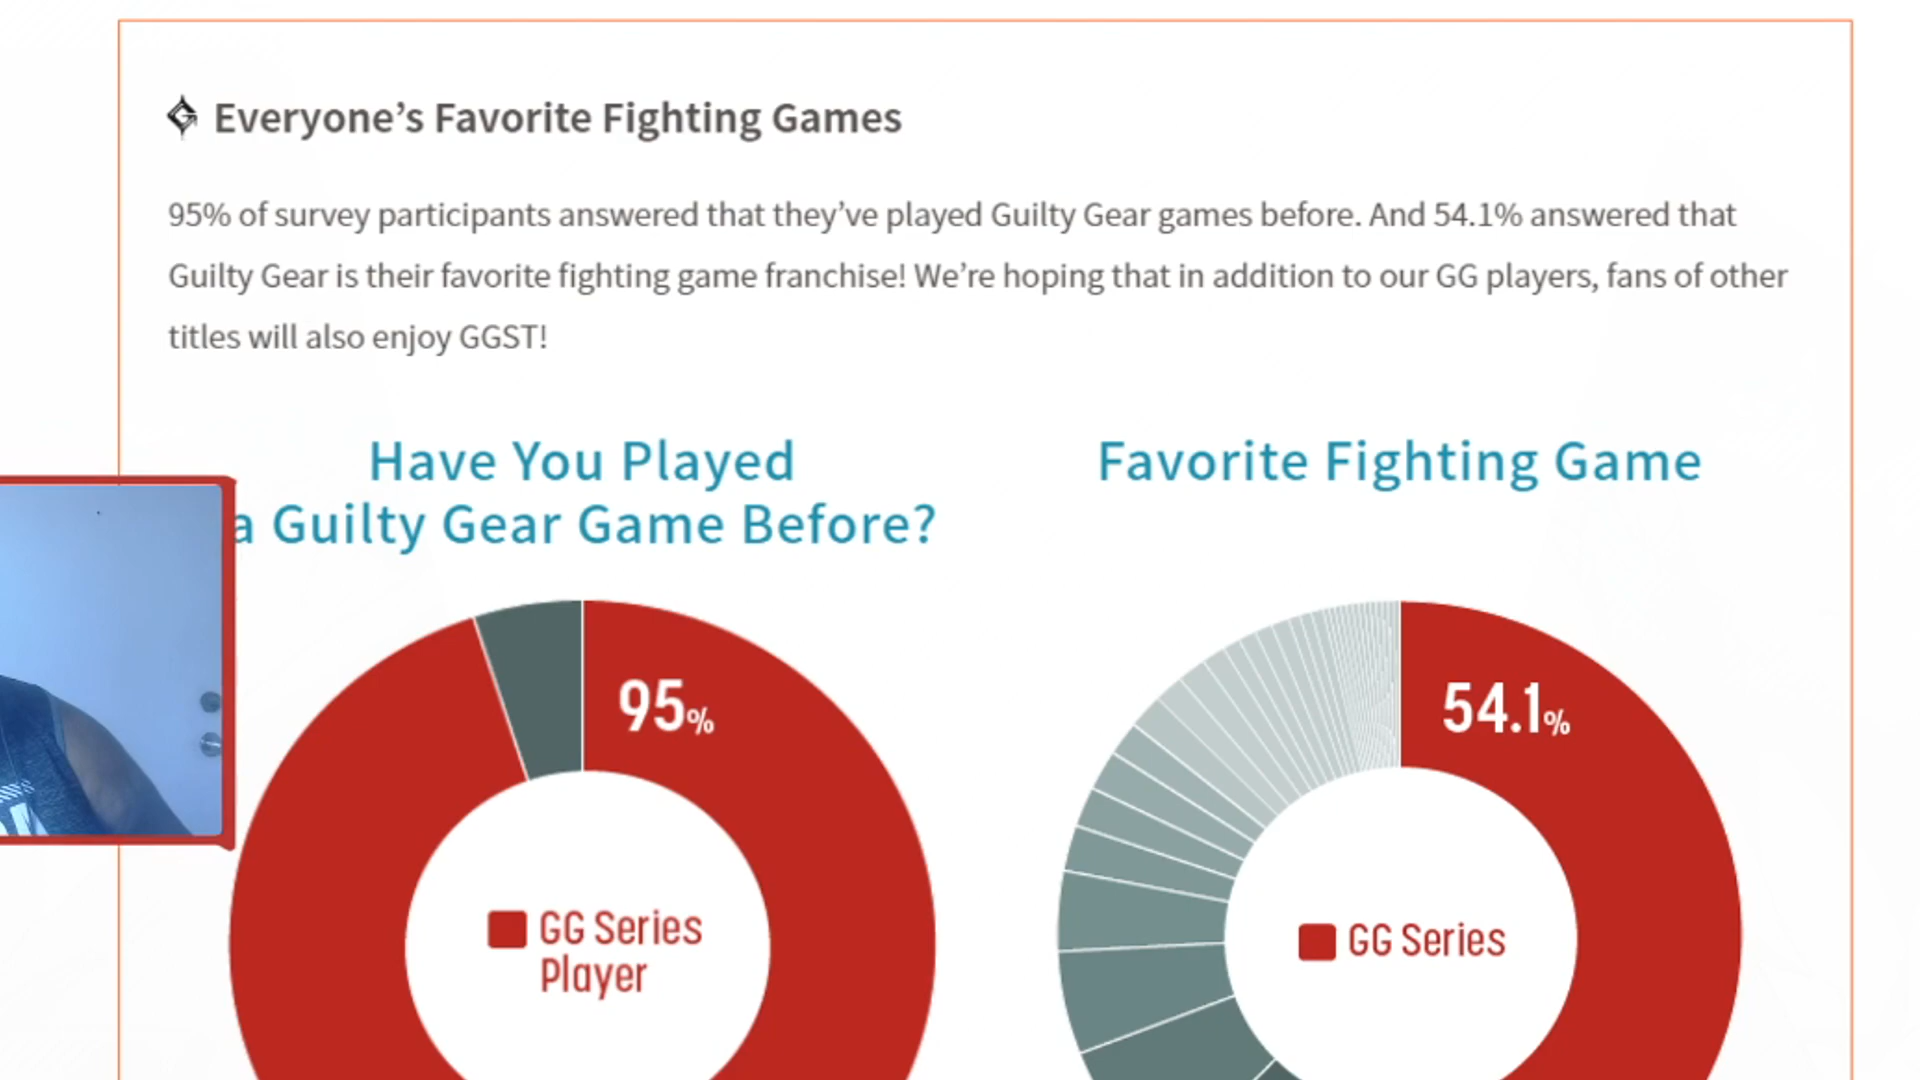 Everyone’s Favorite Fighting Games
95% of survey participants answered that they’ve played Guilty Gear games before. And 54.1% answered that
Guilty Gear is their favorite fighting game franchise! We’re hoping that in addition to our GG players, fans of other
titles will also enjoy GGST!
Have You Played
a Guilty Gear Game Before?
Favorite Fighting Game
95%
54.1%
GG Series
Player
GG Series